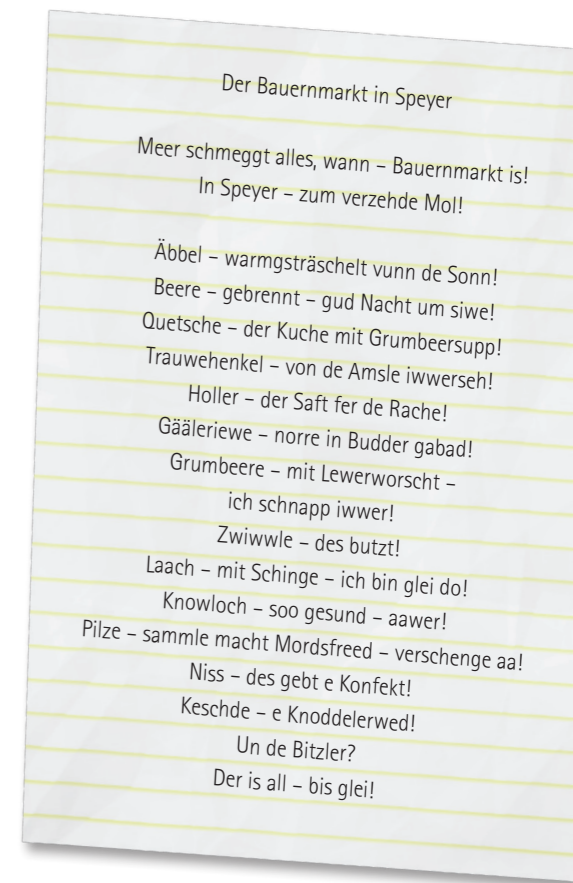 Der Bauernmarkt in Speyer
Meer schmeggt alles, wann – Bauernmarkt is!
In Speyer – zum verzehde Mol!
Äbbel – warmgsträschelt vunn de Sonn!
Beere – gebrennt – gud Nacht um siwe!
Quetsche – der Kuche mit Grumbeersupp!
Trauwehenkel – von de Amsle iwwerseh!
Holler – der Saft fer de Rache!
Gääleriewe – norre in Budder gabad!
Grumbeere – mit Lewerworscht –
ich schnapp iwwer!
Zwiwwle – des butzt!
Laach – mit Schinge – ich bin glei do!
Knowloch – soo gesund – aawer!
Pilze – sammle macht Mordsfreed – verschenge aa!
Niss – des gebt e Konfekt!
Keschde – e Knoddelerwed!
Un de Bitzler?
Der is all – bis glei!